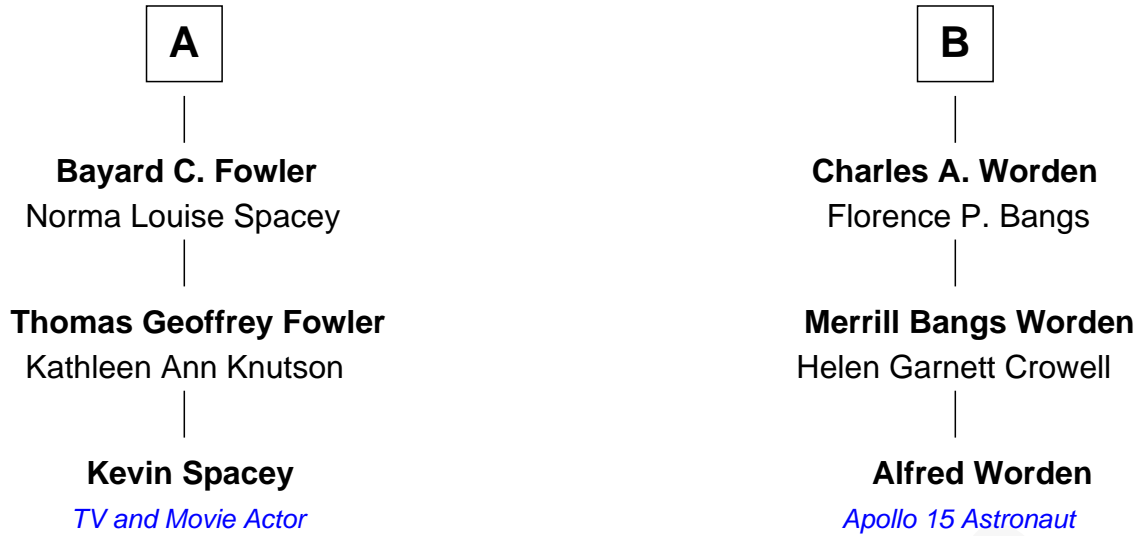 A
Bayard C. Fowler
Norma Louise Spacey
Thomas Geoffrey Fowler
Kathleen Ann Knutson
Kevin Spacey
TV and Movie Actor
B
Charles A. Worden
Florence P. Bangs
Merrill Bangs Worden
Helen Garnett Crowell
Alfred Worden
Apollo 15 Astronaut